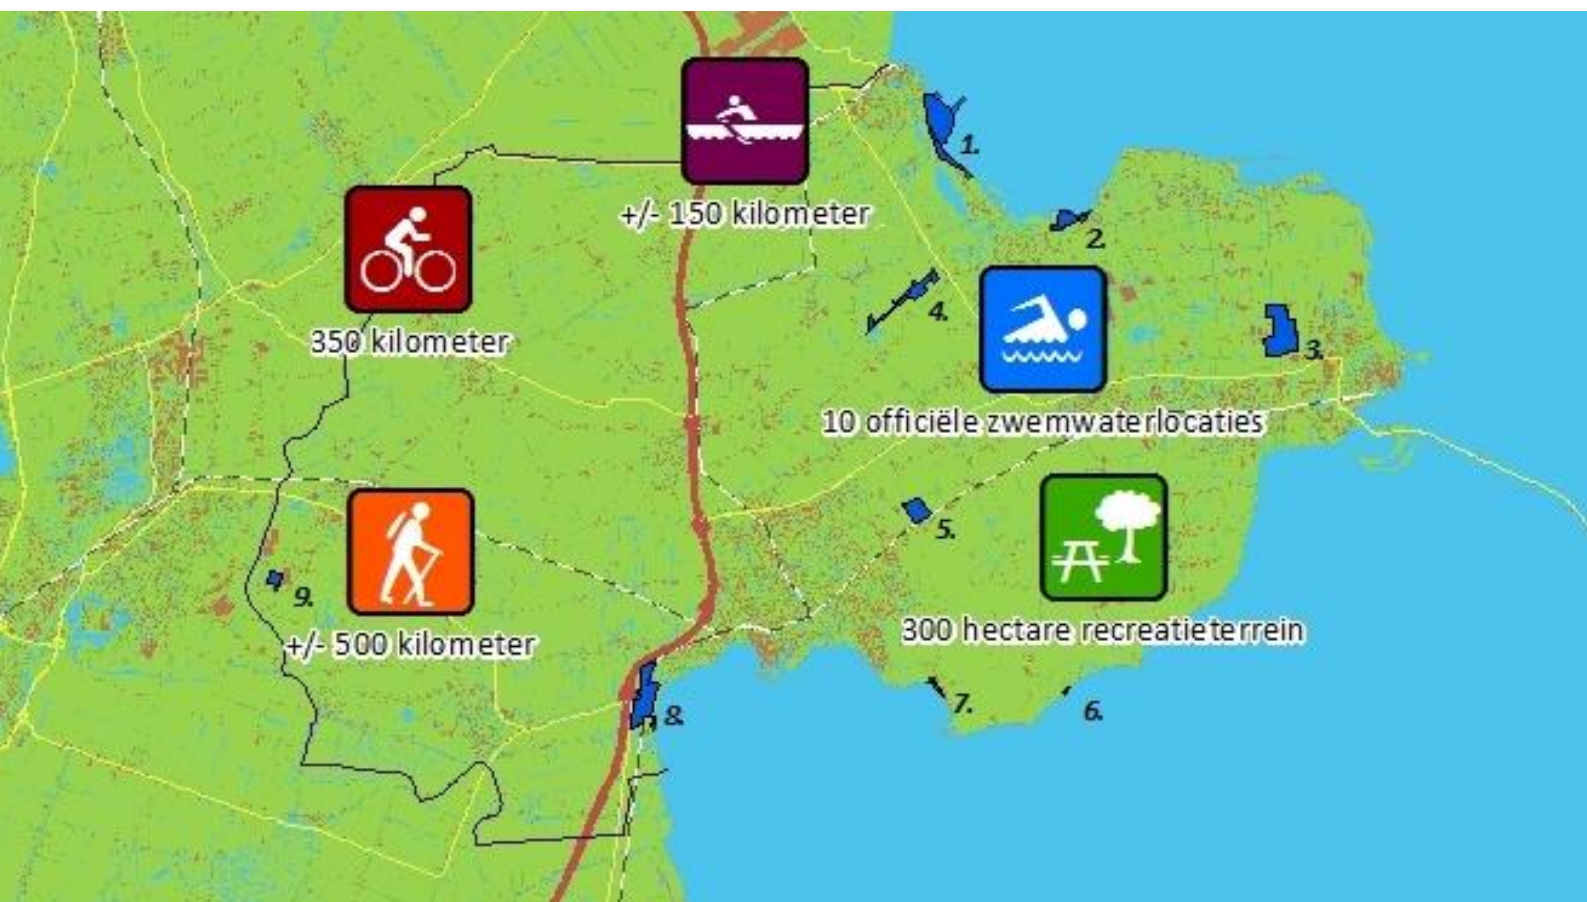 1.
+/- 150 kilometer
2.
4.
350 kilometer
3.
10 officiële zwemwaterlocaties
5.
9.
+/- 500 kilometer
300 hectare recreatieterrein
7.
6.
8.